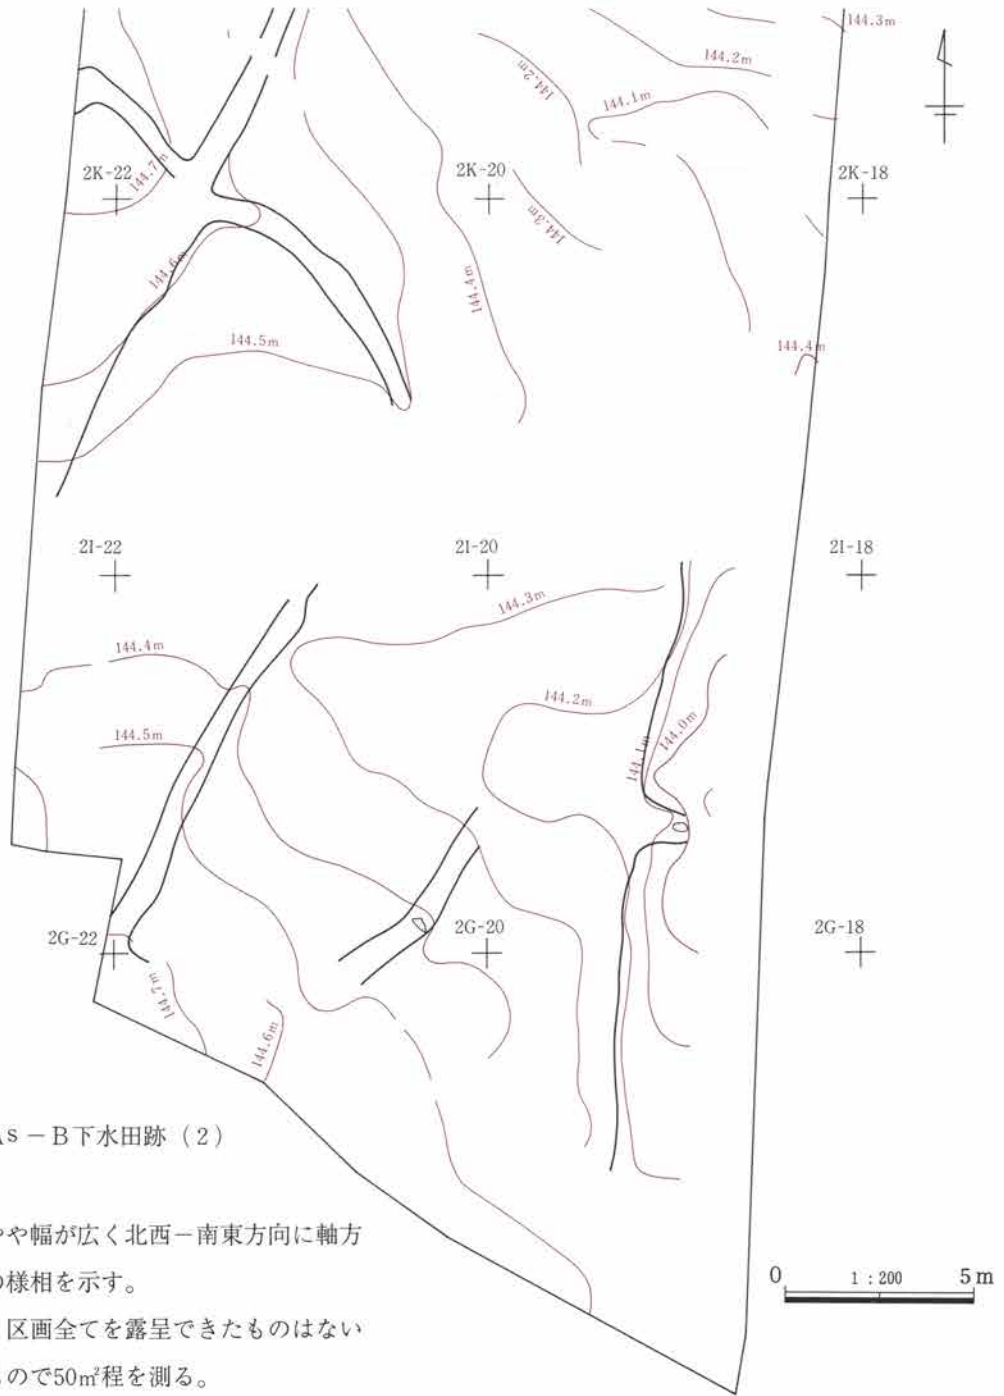 144.3m
144.2m
144.2m
144.1m
2K-22
144.7m
2K-20
2K-18
144.3m
144.6m
144.4m
144.5m
144.4m
2I-22
2I-20
2I-18
144.3m
144.4m
144.2m
144.5m
144.0m
144.1m
2G-22
2G-20
2G-18
144.7m
144.6m
s－B下水田跡（2）
や幅が広く北西－南東方向に軸方
様相を示す。
0 1：200 5m
区画全てを露呈できたものはない
ので50㎡程を測る。